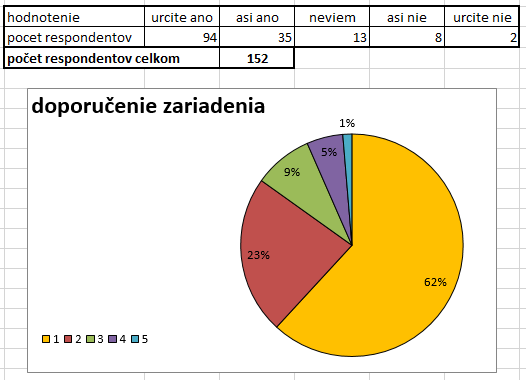 hodnotenie urcite ano asi ano neviem asi nie urcite nie
pocet respondentov 94 35 13 8 2
počet respondentov celkom 152
doporučenie zariadenia
1%
5%
9%
23%
62%
1 2 3 4 5